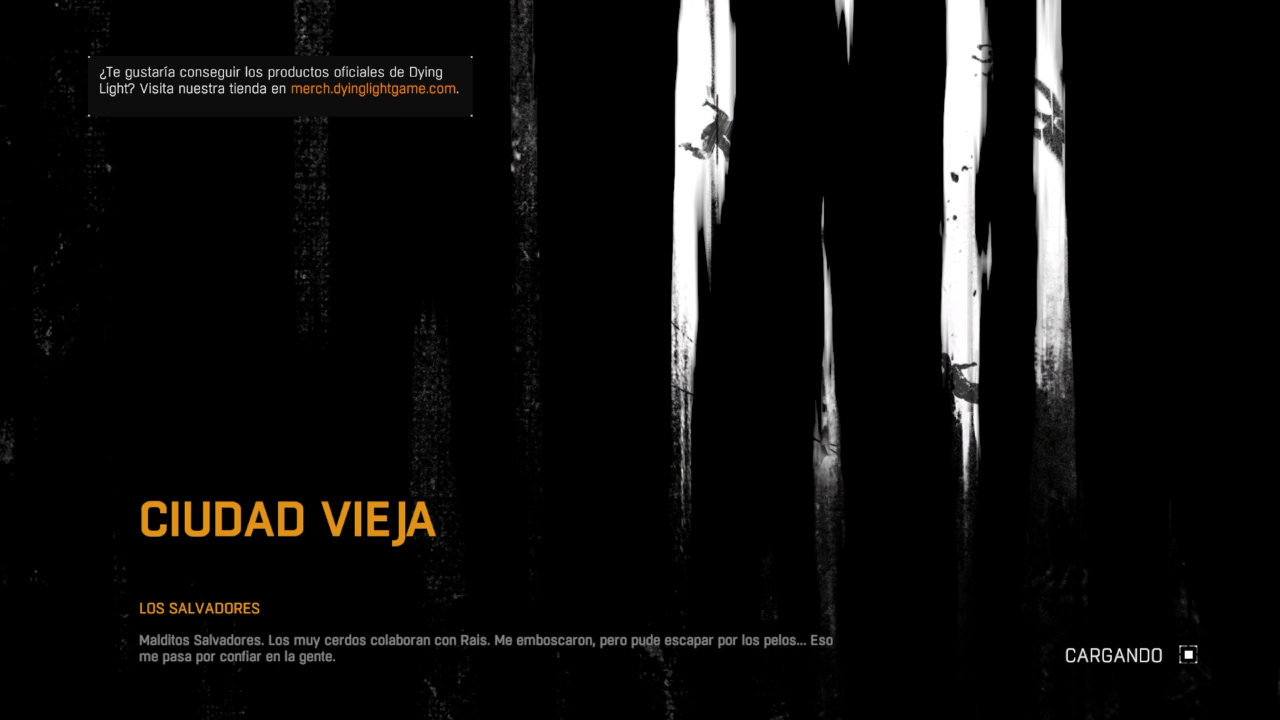 ¿Te gustaría conseguir los productos oficiales de Dying
Light? Visita nuestra tienda en merch.dyinglightgame.com.
CIUDAD VIEJA
LOS SALVADORES
Malditos Salvadores. Los muy cerdos colaboran con Rais. Me emboscaron, pero pude escapar por los pelos... Eso
me pasa por confiar en la gente.
CARGANDO